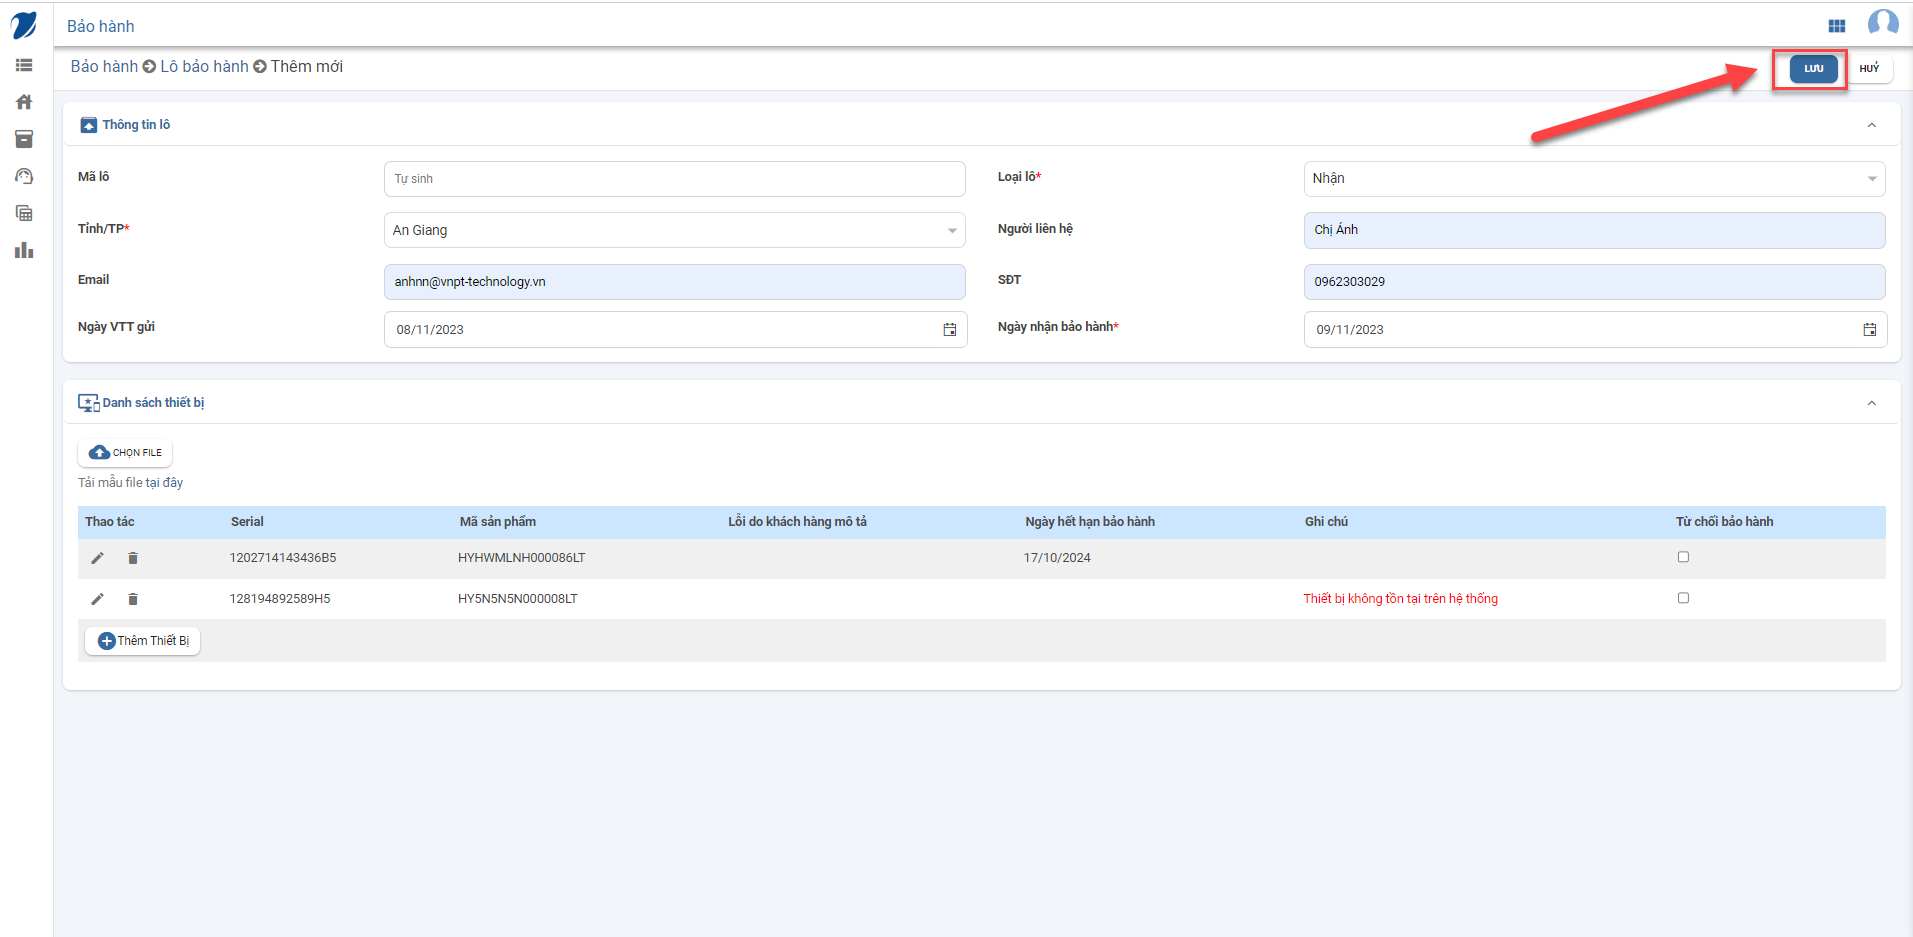 Bảo hành
Bảo hành Lô bảo hành Thêm mới
LƯU
HUỶ
Thông tin lô
Mã lô
Tự sinh
Loại lô*
Nhận
Tỉnh/TP*
An Giang
Người liên hệ
Chị Ánh
Email
anhnn@vnpt-technology.vn
SĐT
0962303029
Ngày VTT gửi
08/11/2023
Ngày nhận bảo hành*
09/11/2023
Danh sách thiết bị
CHỌN FILE
Tải mẫu file tại đây
Thao tác Serial Mã sản phẩm Lỗi do khách hàng mô tả Ngày hết hạn bảo hành Ghi chú Từ chối bảo hành
1202714143436B5 HYHWMLNH000086LT 17/10/2024
128194892589H5 HY5N5N5N000008LT Thiết bị không tồn tại trên hệ thống
Thêm Thiết Bị